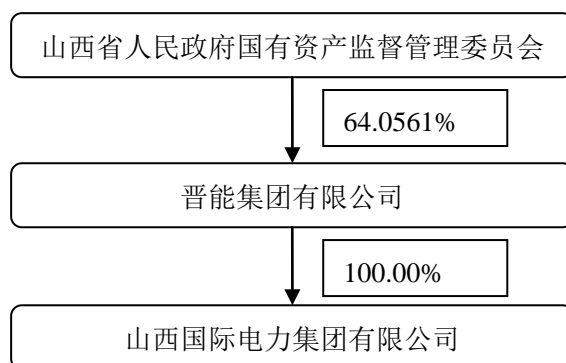 山西省人民政府国有资产监督管理委员会
64.0561%
晋能集团有限公司
100.00%
山西国际电力集团有限公司